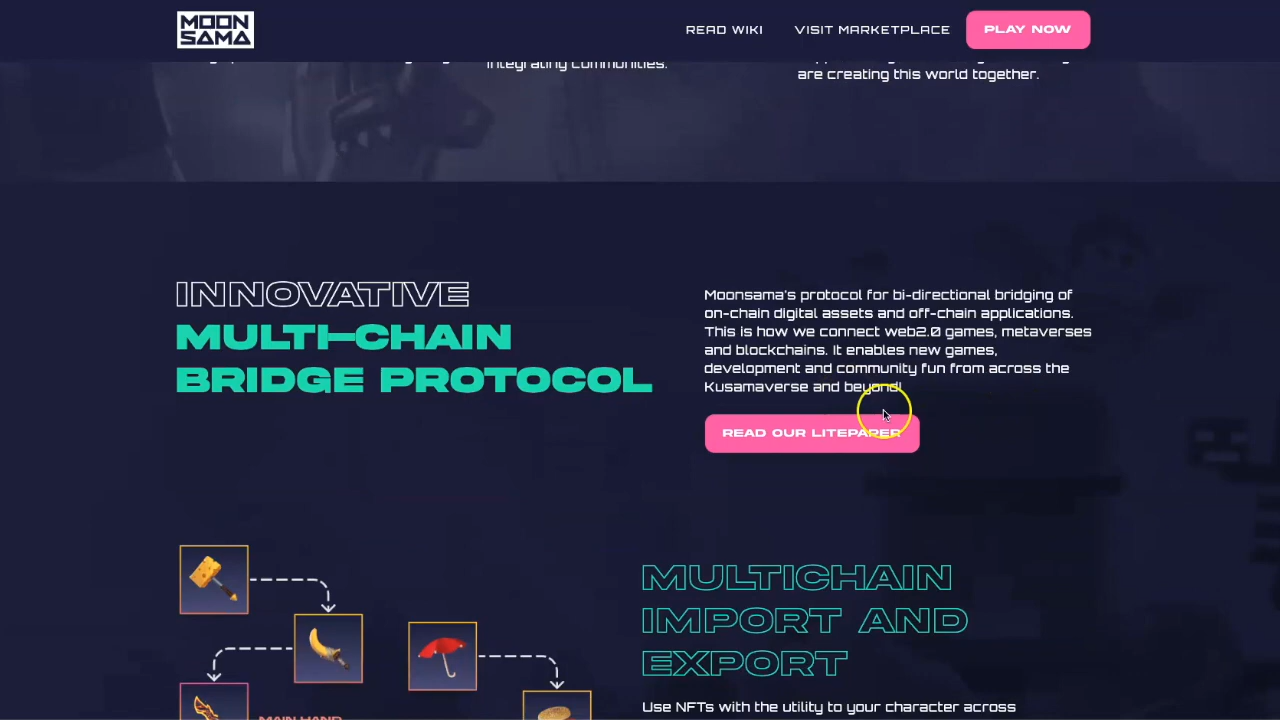 MOON
SAMA
READ WIKI
VISIT MARKETPLACE
PLAY NOW
integrating communities.
are creating this world together.
INNOVATIVE
MULTI-CHAIN
BRIDGE PROTOCOL
Moonsama's protocol for bi-directional bridging of
on-chain digital assets and off-chain applications.
This is how we connect web2.0 games, metaverses
and blockchains. It enables new games,
development and community fun from across the
Kusamaverse and beyond!
READ OUR LITEPAPER
MULTICHAIN
IMPORT AND
EXPORT
Use NFTs with the utility to your character across
MAIN HAND